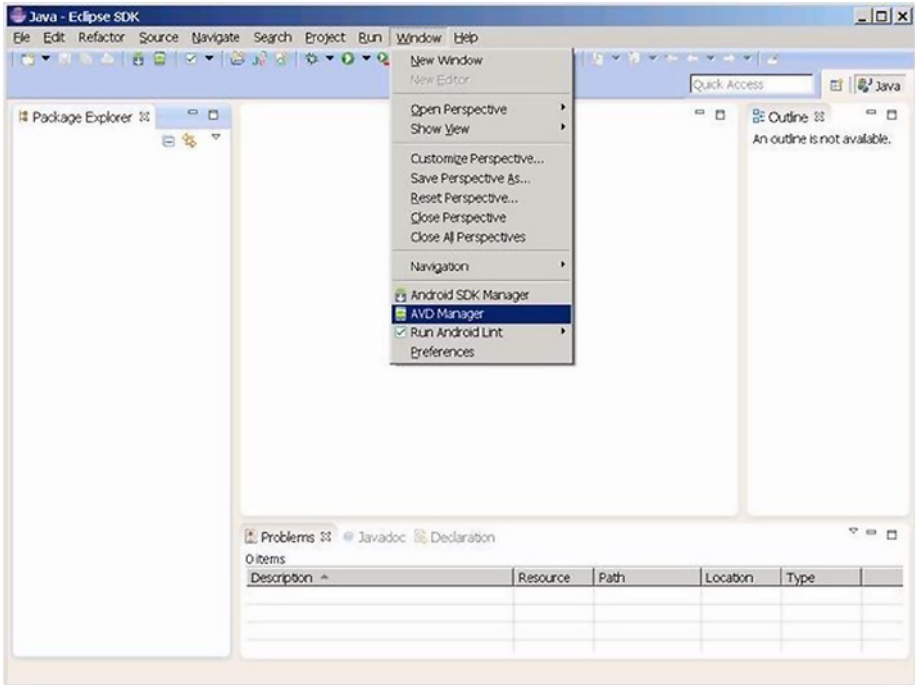 Java - Eclipse SDK
File Edit Refactor Source Navigate Search Project Run Window Help
New Window
New Editor
Quick Access
Java
Package Explorer
Open Perspective
Show View
Outline
An outline is not available.
Customize Perspective...
Save Perspective As...
Reset Perspective...
Close Perspective
Close All Perspectives
Navigation
Android SDK Manager
AVD Manager
Run Android Lint
Preferences
Problems Javadoc Declaration
0 items
Description Resource Path Location Type